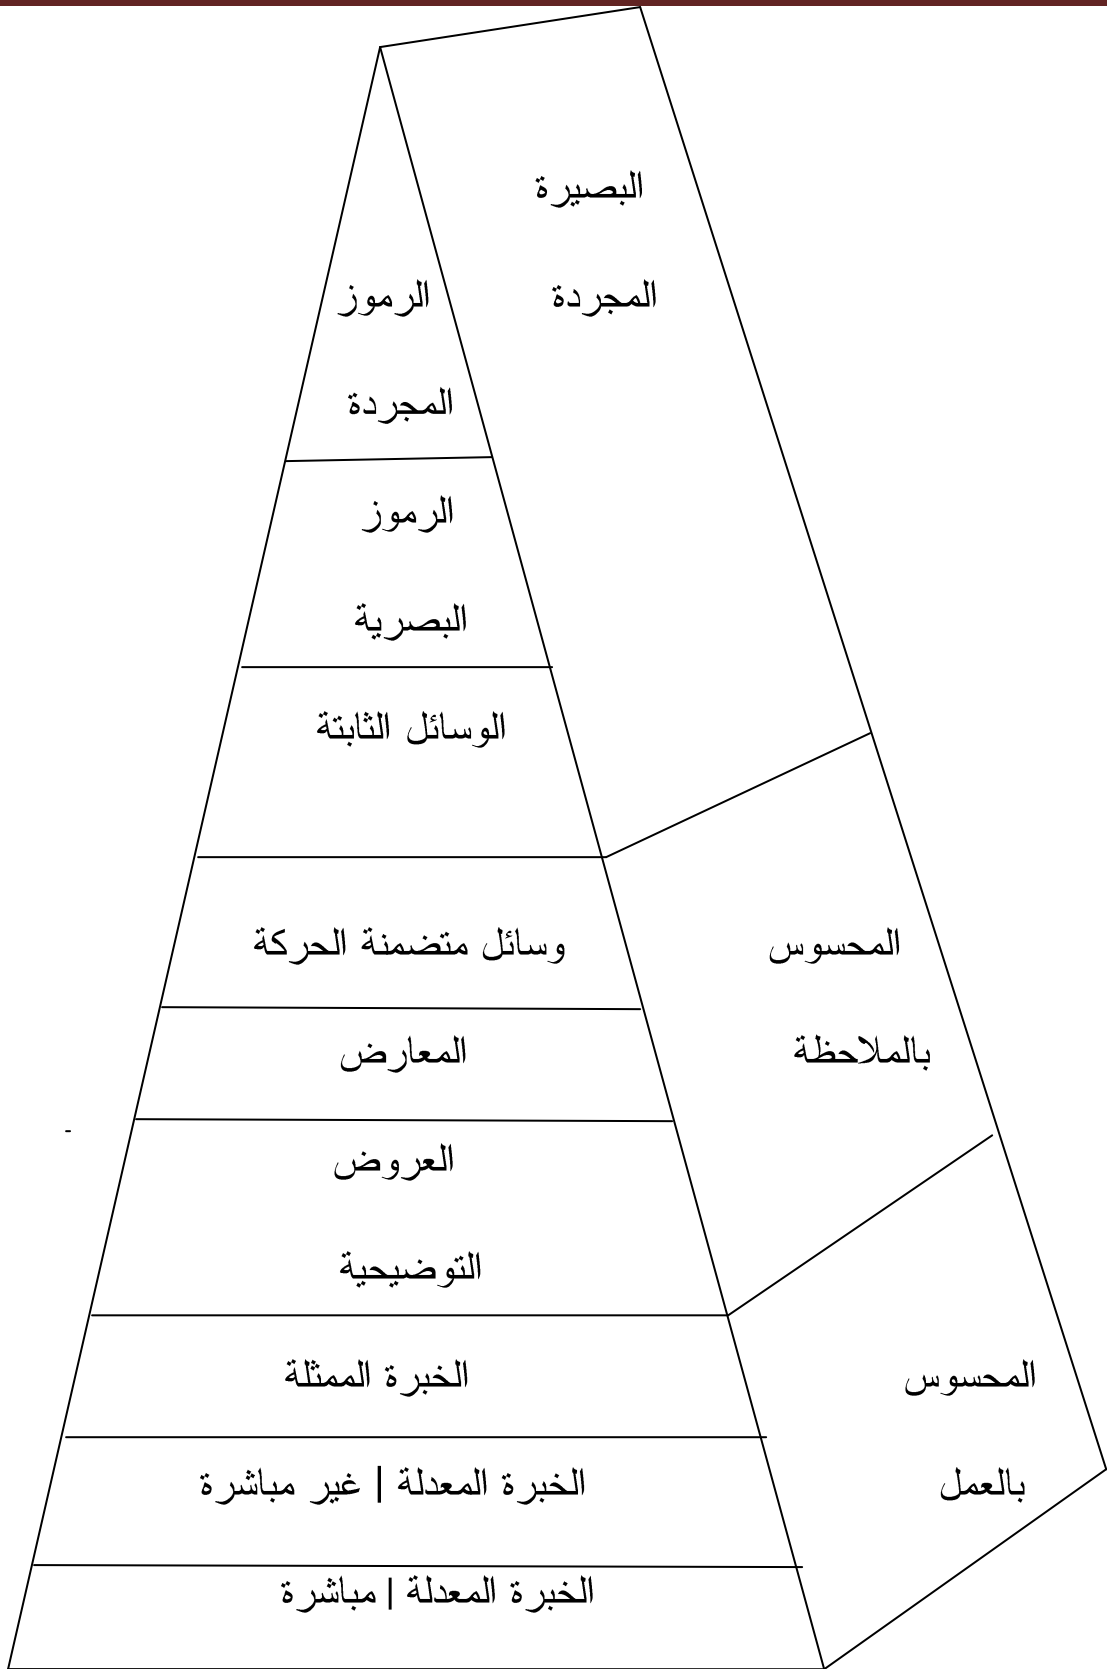 البصيرة
الرموز المجردة
المجردة
الرموز
البصرية
الوسائل الثابتة
وسائل متضمنة الحركة المحسوس
المعارض بالملاحظة
-
العروض
التوضيحية
الخبرة الممثلة المحسوس
الخبرة المعدلة | غير مباشرة بالعمل
الخبرة المعدلة | مباشرة